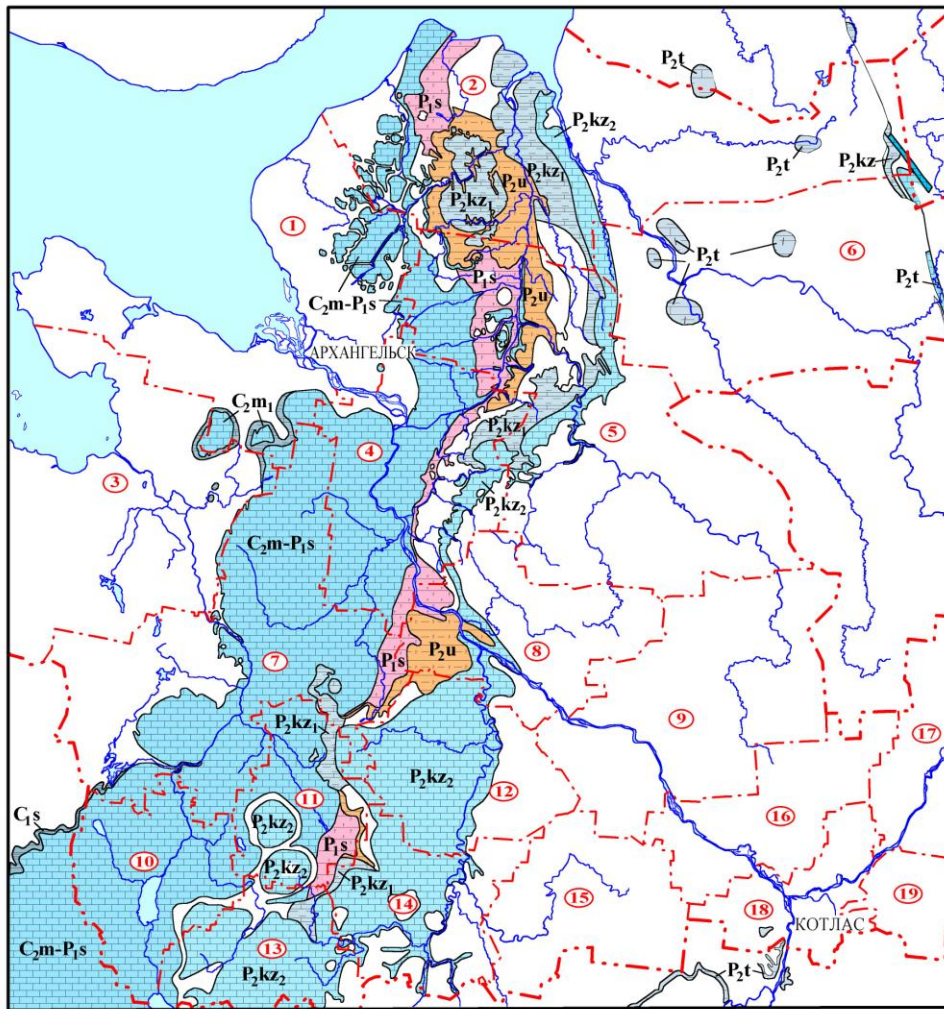 P₂t
2
P₁s
P₂kz₂
P₂t
P₂kz
P₂kz₁
P₂u
P₂kz₁
1
6
P₂t
P₁s
P₂t
C₂m-P₁s
P₂u
АРХАНГЕЛЬСК
C₂m₁
P₂kz₁
4
5
3
P₂kz₂
C₂m-P₁s
8
7
P₁s
P₂u
9
P₂kz₁
17
P₂kz₂
12
11
C₁s
16
P₂kz₂
P₁s
10
P₂kz₂
P₂kz₁
15
19
14
18
КОТЛАС
C₂m-P₁s
13
P₂kz₂
P₂t